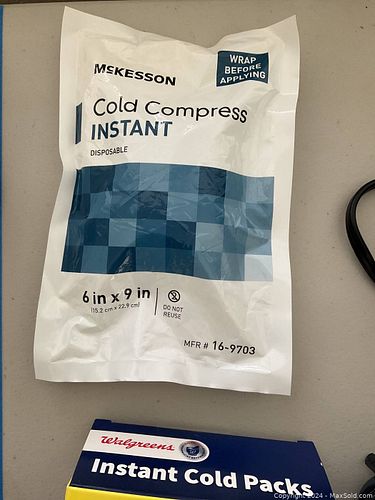 McKESSON
WRAP
BEFORE
APPLYING
Cold Compress
INSTANT
DISPOSABLE
6 in x 9 in
(15.2 cm x 22.9 cm)
DO NOT
REUSE
MFR # 16-9703
Walgreens
Instant Cold Packs
Copyright 2024 - MaxSold.com